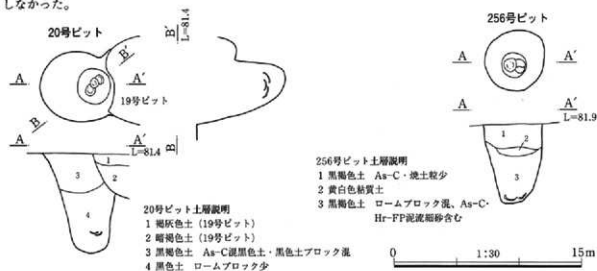 しなかった。
20号ピット
B'
L=81.4
B'
A
A'
19号ピット
B
A
A'
L=81.4
B
1
2
3
4
20号ピット土層説明
1 褐灰色土（19号ピット）
2 暗褐色土（19号ピット）
3 黒褐色土 As-C混黒色土・黒色土ブロック混
4 黒色土 ロームブロック少
256号ピット
A
A'
A
A'
L=81.9
1
2
3
256号ピット土層説明
1 黒褐色土 As-C・焼土粒少
2 黄白色粘質土
3 黒褐色土 ロームブロック混、As-C・
Hr-FP泥流細砂含む
0
1:30
15m